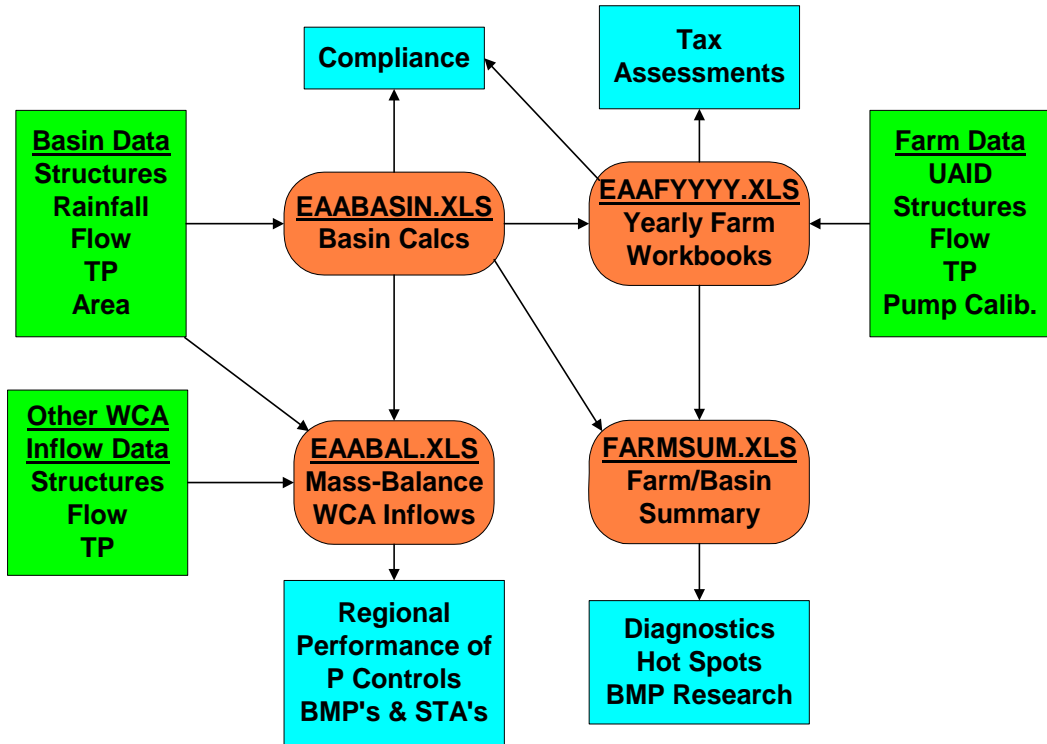 Compliance
Tax
Assessments
Basin Data
Structures
Rainfall
Flow
TP
Area
EAABASIN.XLS
Basin Calcs
EAAFYYYY.XLS
Yearly Farm
Workbooks
Farm Data
UAID
Structures
Flow
TP
Pump Calib.
Other WCA
Inflow Data
Structures
Flow
TP
EAABAL.XLS
Mass-Balance
WCA Inflows
FARMSUM.XLS
Farm/Basin
Summary
Regional
Performance of
P Controls
BMP's & STA's
Diagnostics
Hot Spots
BMP Research